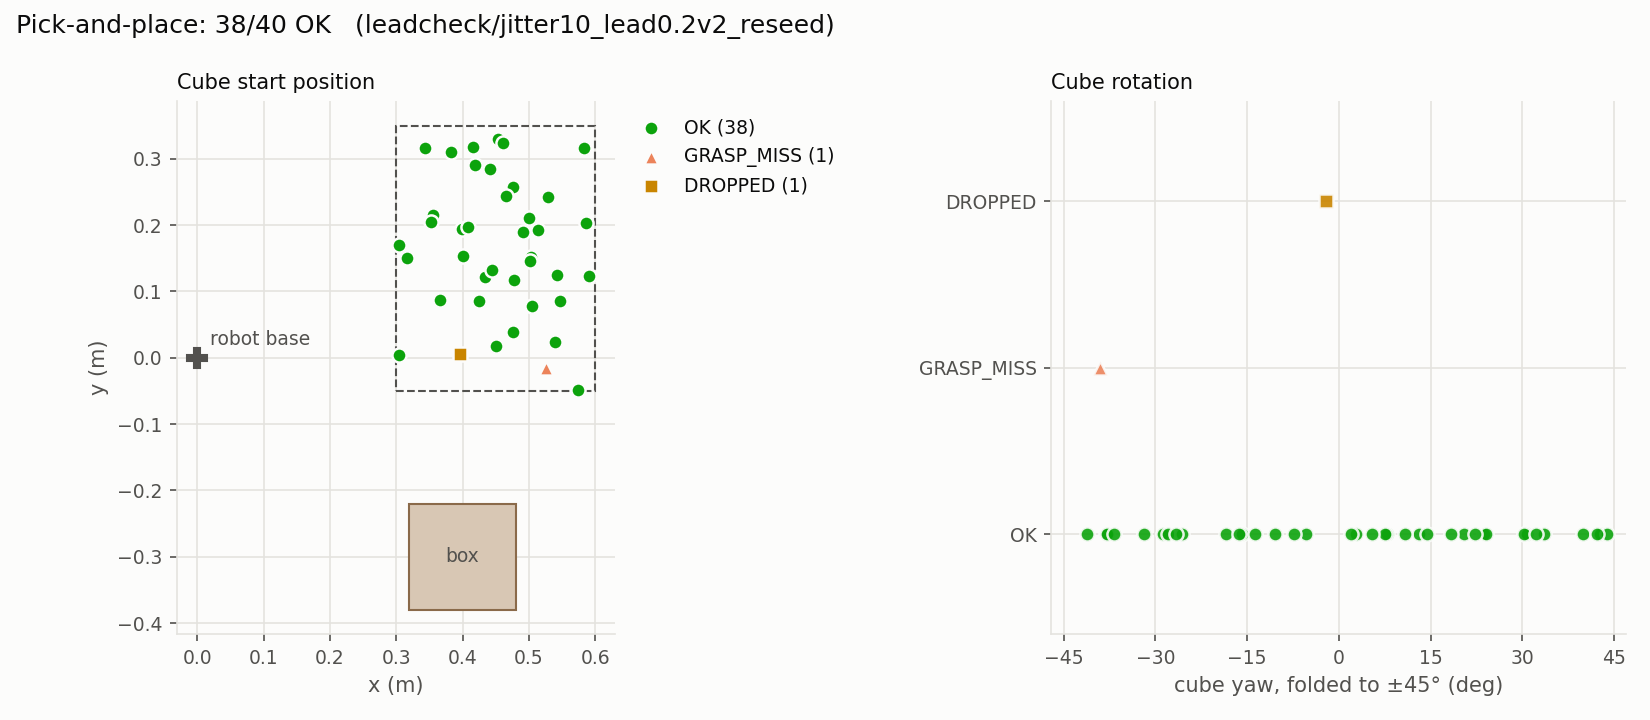 Pick-and-place: 38/40 OK   (leadcheck/jitter10_lead0.2v2_reseed)
Cube start position
OK (38)
GRASP_MISS (1)
DROPPED (1)
0.3
0.2
0.1
0.0
−0.1
−0.2
−0.3
−0.4
y (m)
robot base
box
0.0
0.1
0.2
0.3
0.4
0.5
0.6
x (m)
Cube rotation
DROPPED
GRASP_MISS
OK
−45
−30
−15
0
15
30
45
cube yaw, folded to ±45° (deg)